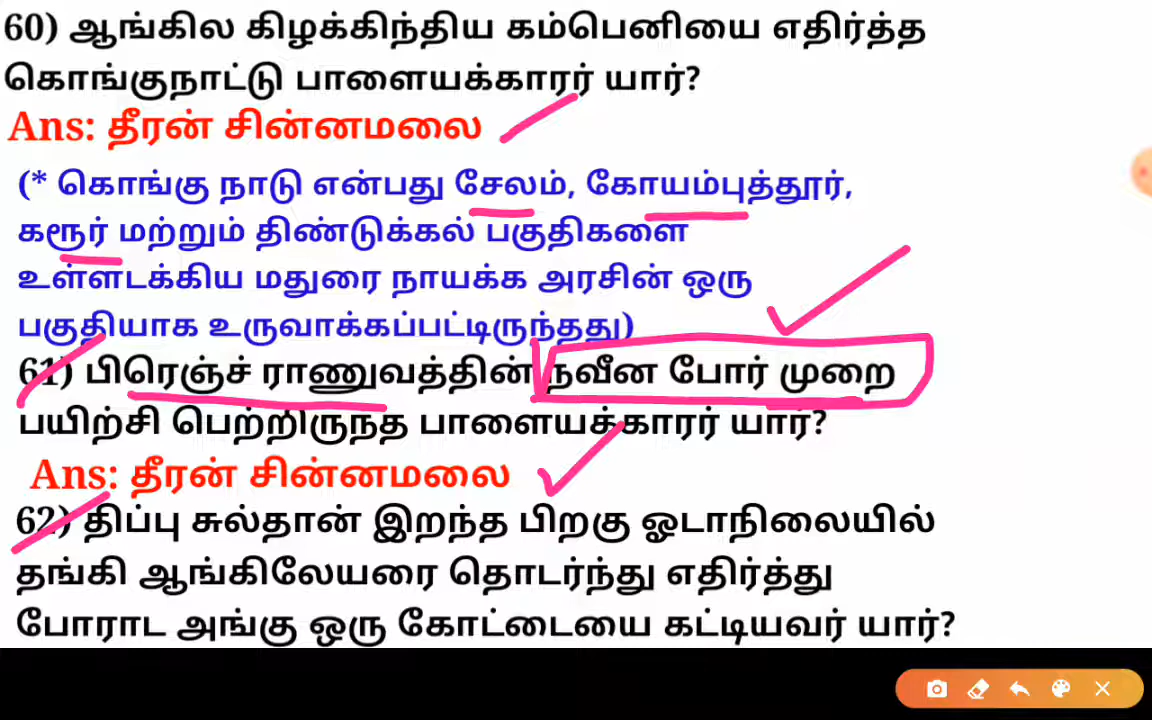 60) ஆங்கில கிழக்கிந்திய கம்பெனியை எதிர்த்த
கொங்குநாட்டு பாளையக்காரர் யார்?
Ans: தீரன் சின்னமலை
(* கொங்கு நாடு என்பது சேலம், கோயம்புத்தூர்,
கரூர் மற்றும் திண்டுக்கல் பகுதிகளை
உள்ளடக்கிய மதுரை நாயக்க அரசின் ஒரு
பகுதியாக உருவாக்கப்பட்டிருந்தது)
61) பிரெஞ்ச் ராணுவத்தின் நவீன போர் முறை
பயிற்சி பெற்றிருந்த பாளையக்காரர் யார்?
Ans: தீரன் சின்னமலை
62) திப்பு சுல்தான் இறந்த பிறகு ஓடாநிலையில்
தங்கி ஆங்கிலேயரை தொடர்ந்து எதிர்த்து
போராட அங்கு ஒரு கோட்டையை கட்டியவர் யார்?